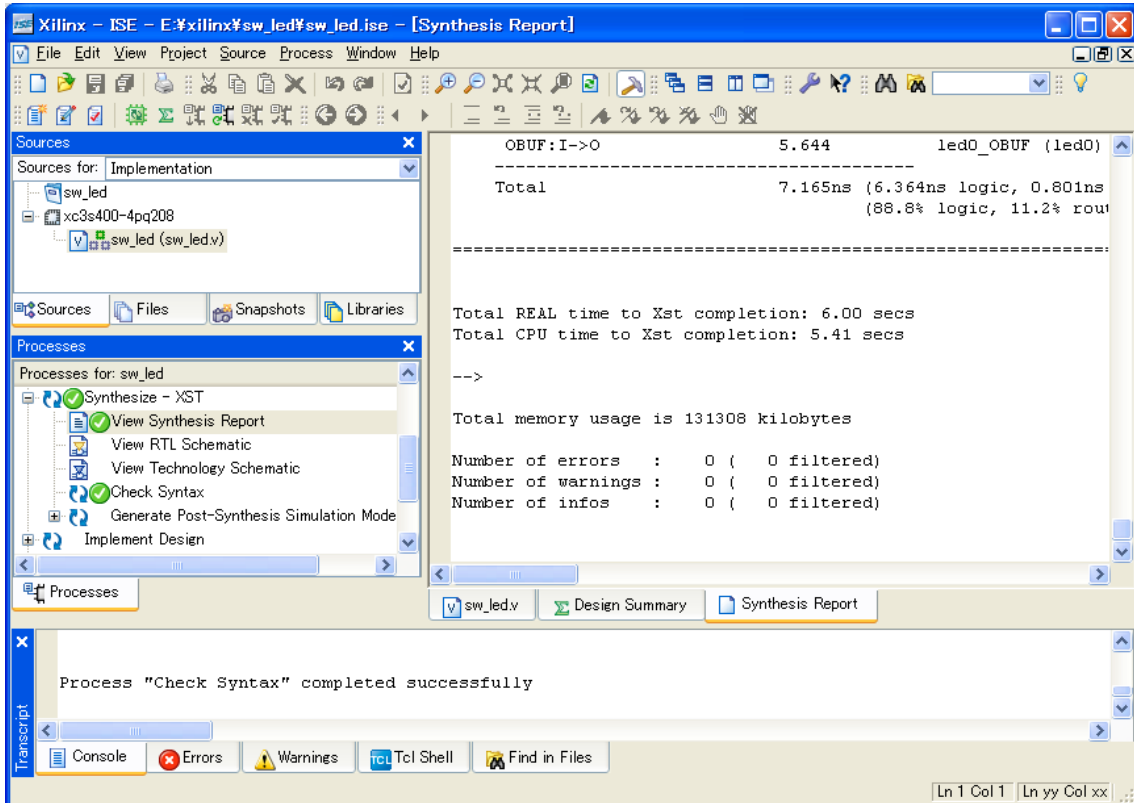 Xilinx - ISE - E:¥xilinx¥sw_led¥sw_led.ise - [Synthesis Report]
File Edit View Project Source Process Window Help
Sources
Sources for: Implementation
sw_led
xc3s400-4pq208
sw_led (sw_led.v)
Sources Files Snapshots Libraries
Processes
Processes for: sw_led
Synthesize - XST
View Synthesis Report
View RTL Schematic
View Technology Schematic
Check Syntax
Generate Post-Synthesis Simulation Mode
Implement Design
Processes
OBUF:I->O 5.644 led0_OBUF (led0)
----------------------------------------
Total 7.165ns (6.364ns logic, 0.801ns
(88.8% logic, 11.2% rout
================================================================
Total REAL time to Xst completion: 6.00 secs
Total CPU time to Xst completion: 5.41 secs
-->
Total memory usage is 131308 kilobytes
Number of errors : 0 ( 0 filtered)
Number of warnings : 0 ( 0 filtered)
Number of infos : 0 ( 0 filtered)
sw_led.v Design Summary Synthesis Report
Process "Check Syntax" completed successfully
Transcript
Console Errors Warnings TCL Tcl Shell Find in Files
Ln 1 Col 1 Ln yy Col xx